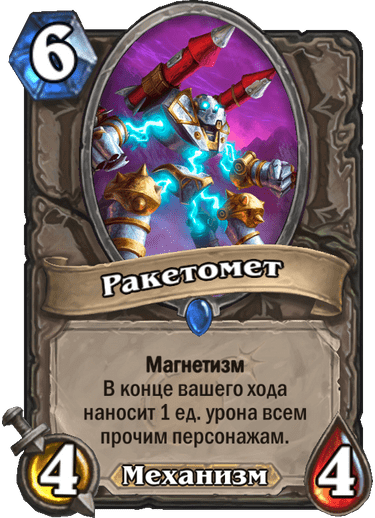 6
Ракетомет
Магнетизм
В конце вашего хода
наносит 1 ед. урона всем
прочим персонажам.
4
Механизм
4